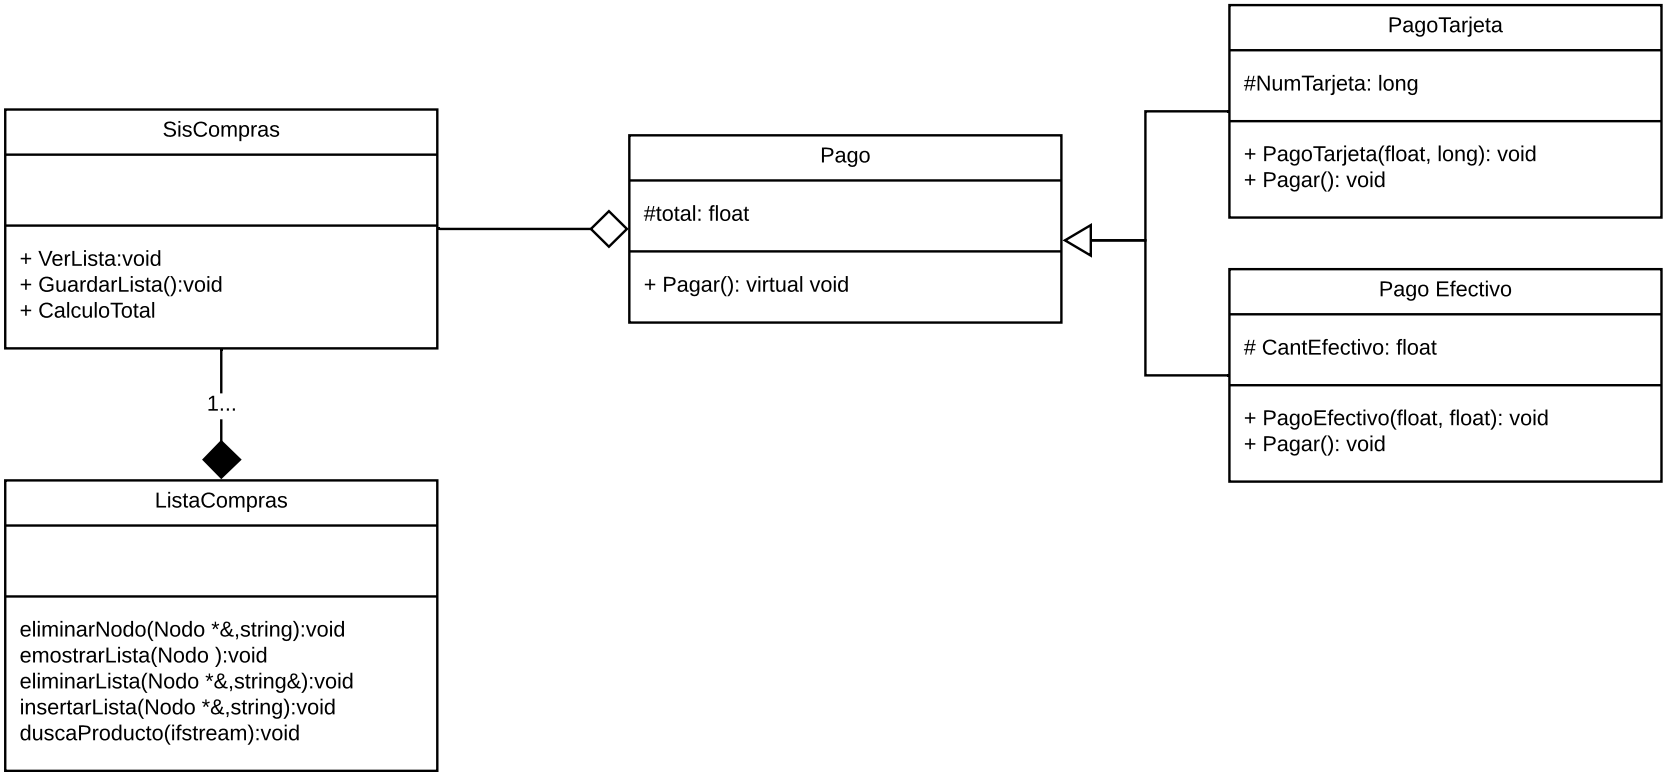 SisCompras
+ VerLista:void
+ GuardarLista():void
+ CalculoTotal
1...
ListaCompras
eliminarNodo(Nodo *&,string):void
emostrarLista(Nodo ):void
eliminarLista(Nodo *&,string&):void
insertarLista(Nodo *&,string):void
duscaProducto(ifstream):void
Pago
#total: float
+ Pagar(): virtual void
PagoTarjeta
#NumTarjeta: long
+ PagoTarjeta(float, long): void
+ Pagar(): void
Pago Efectivo
# CantEfectivo: float
+ PagoEfectivo(float, float): void
+ Pagar(): void